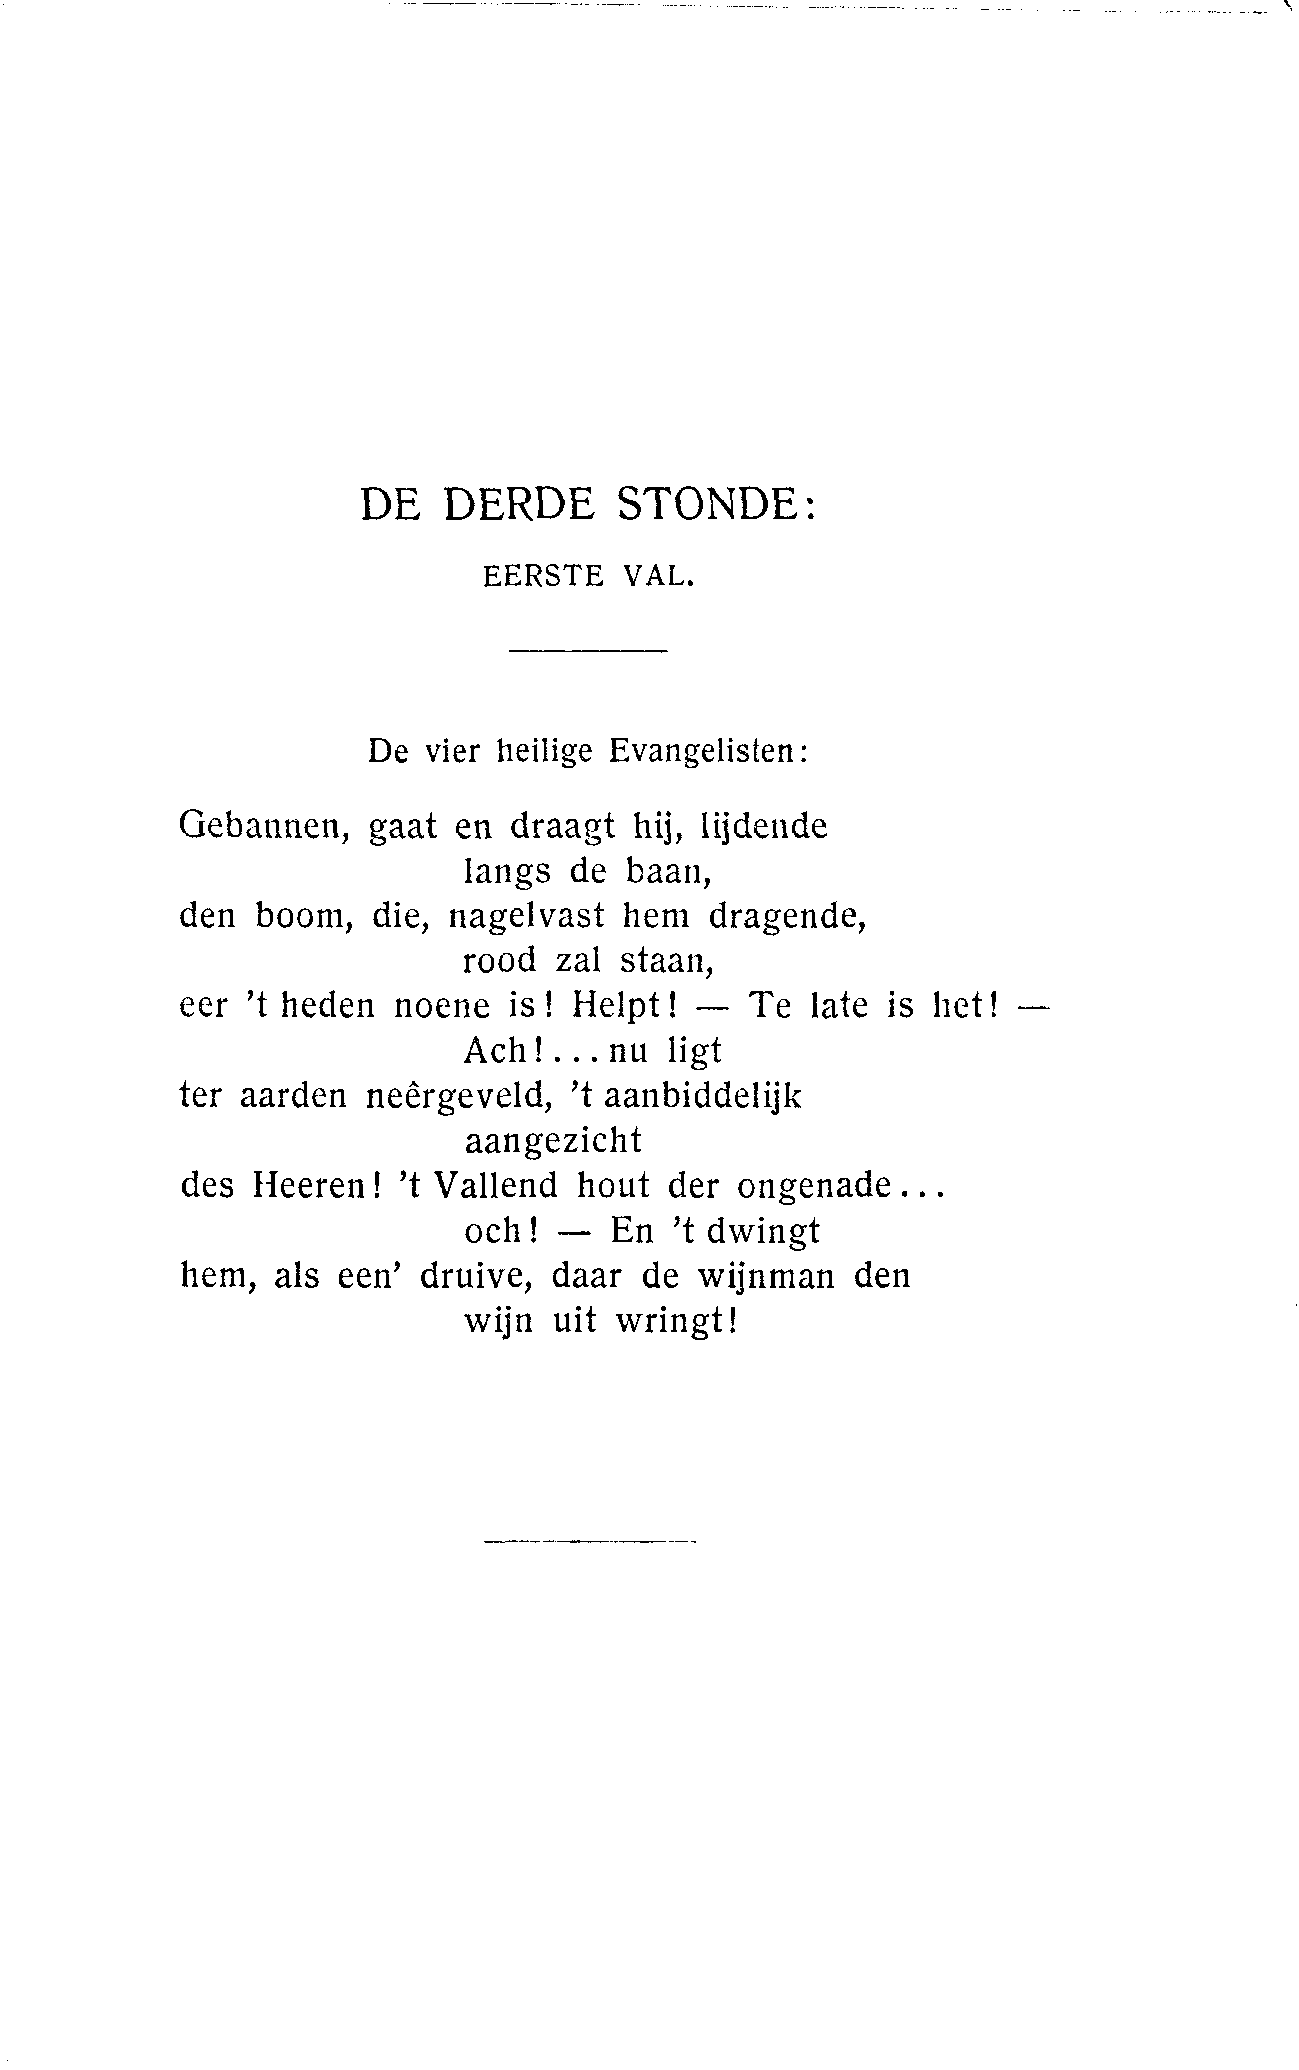 DE DERDE STONDE:
EERSTE VAL.
De vier heilige Evangelisten:
Gebannen, gaat en draagt hij, lijdende
langs de baan,
den boom, die, nagelvast hem dragende,
rood zal staan,
eer 't heden noene is! Helpt! — Te late is het! —
Ach!... nu ligt
ter aarden neêrgeveld, 't aanbiddelijk
aangezicht
des Heeren! 't Vallend hout der ongenade...
och! — En 't dwingt
hem, als een' druive, daar de wijnman den
wijn uit wringt!